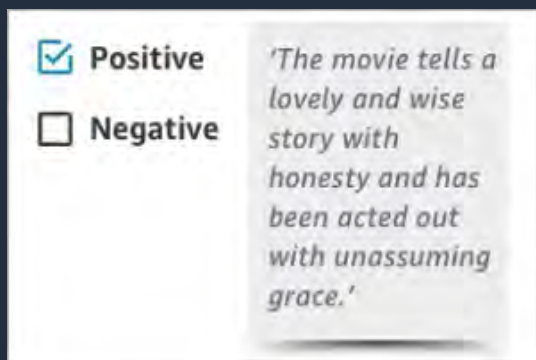 Positive
Negative
'The movie tells a
lovely and wise
story with
honesty and has
been acted out
with unassuming
grace.'